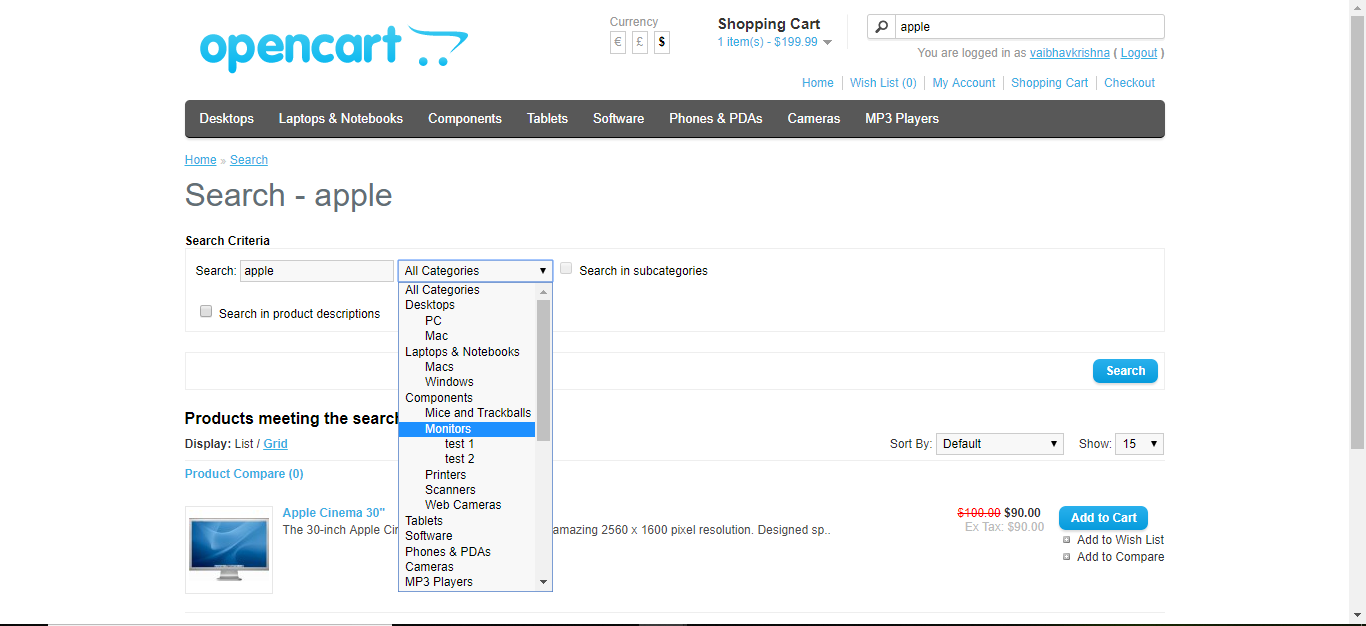 opencart
Currency
€ £ $
Shopping Cart
1 item(s) - $199.99
apple
You are logged in as vaibhavkrishna ( Logout )
Home Wish List (0) My Account Shopping Cart Checkout
Desktops Laptops & Notebooks Components Tablets Software Phones & PDAs Cameras MP3 Players
Home » Search
Search - apple
Search Criteria
Search: apple All Categories Search in subcategories
All Categories
Desktops
PC
Mac
Laptops & Notebooks
Macs
Windows
Components
Mice and Trackballs
Monitors
test 1
test 2
Printers
Scanners
Web Cameras
Tablets
Software
Phones & PDAs
Cameras
MP3 Players
Search in product descriptions
Search
Products meeting the search
Display: List / Grid
Sort By: Default Show: 15
Product Compare (0)
Apple Cinema 30"
The 30-inch Apple amazing 2560 x 1600 pixel resolution. Designed sp..
$100.00 $90.00
Ex Tax: $90.00
Add to Cart
Add to Wish List
Add to Compare